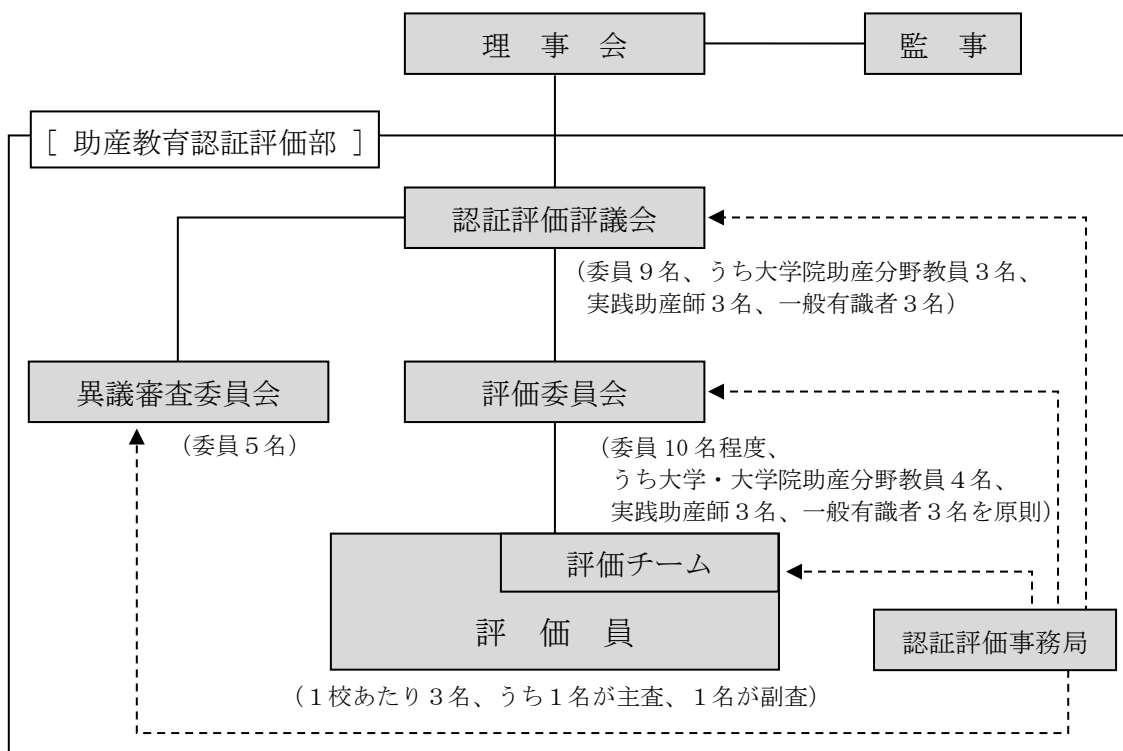 理 事 会
監 事
［ 助産教育認証評価部 ］
認証評価評議会
（委員９名、うち大学院助産分野教員３名、
実践助産師３名、一般有識者３名）
異議審査委員会
（委員５名）
評価委員会
（委員 10 名程度、
うち大学・大学院助産分野教員４名、
実践助産師３名、一般有識者３名を原則）
評価チーム
評 価 員
（１校あたり３名、うち１名が主査、１名が副査）
認証評価事務局